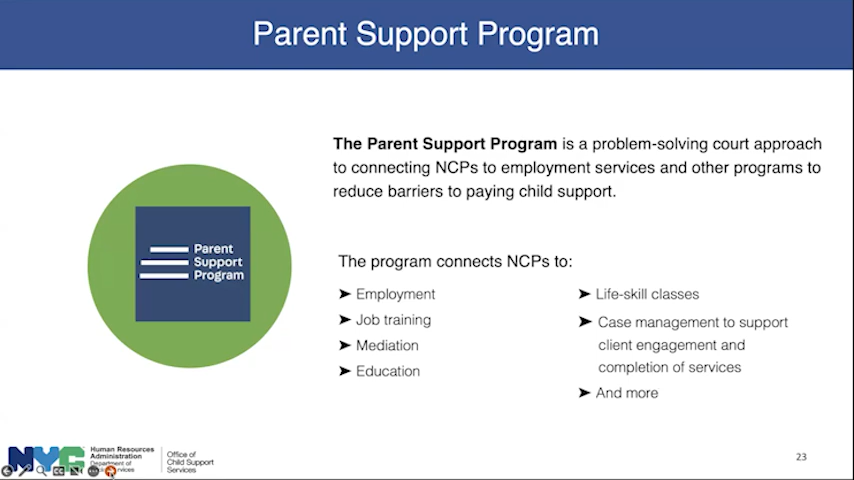 Parent Support Program
The Parent Support Program is a problem-solving court approach
to connecting NCPs to employment services and other programs to
reduce barriers to paying child support.
Parent
Support
Program
The program connects NCPs to:
➤ Employment
➤ Job training
➤ Mediation
➤ Education
➤ Life-skill classes
➤ Case management to support
client engagement and
completion of services
➤ And more
NYC
Human Resources
Administration
Department of
Office of
Child Support
Services
23